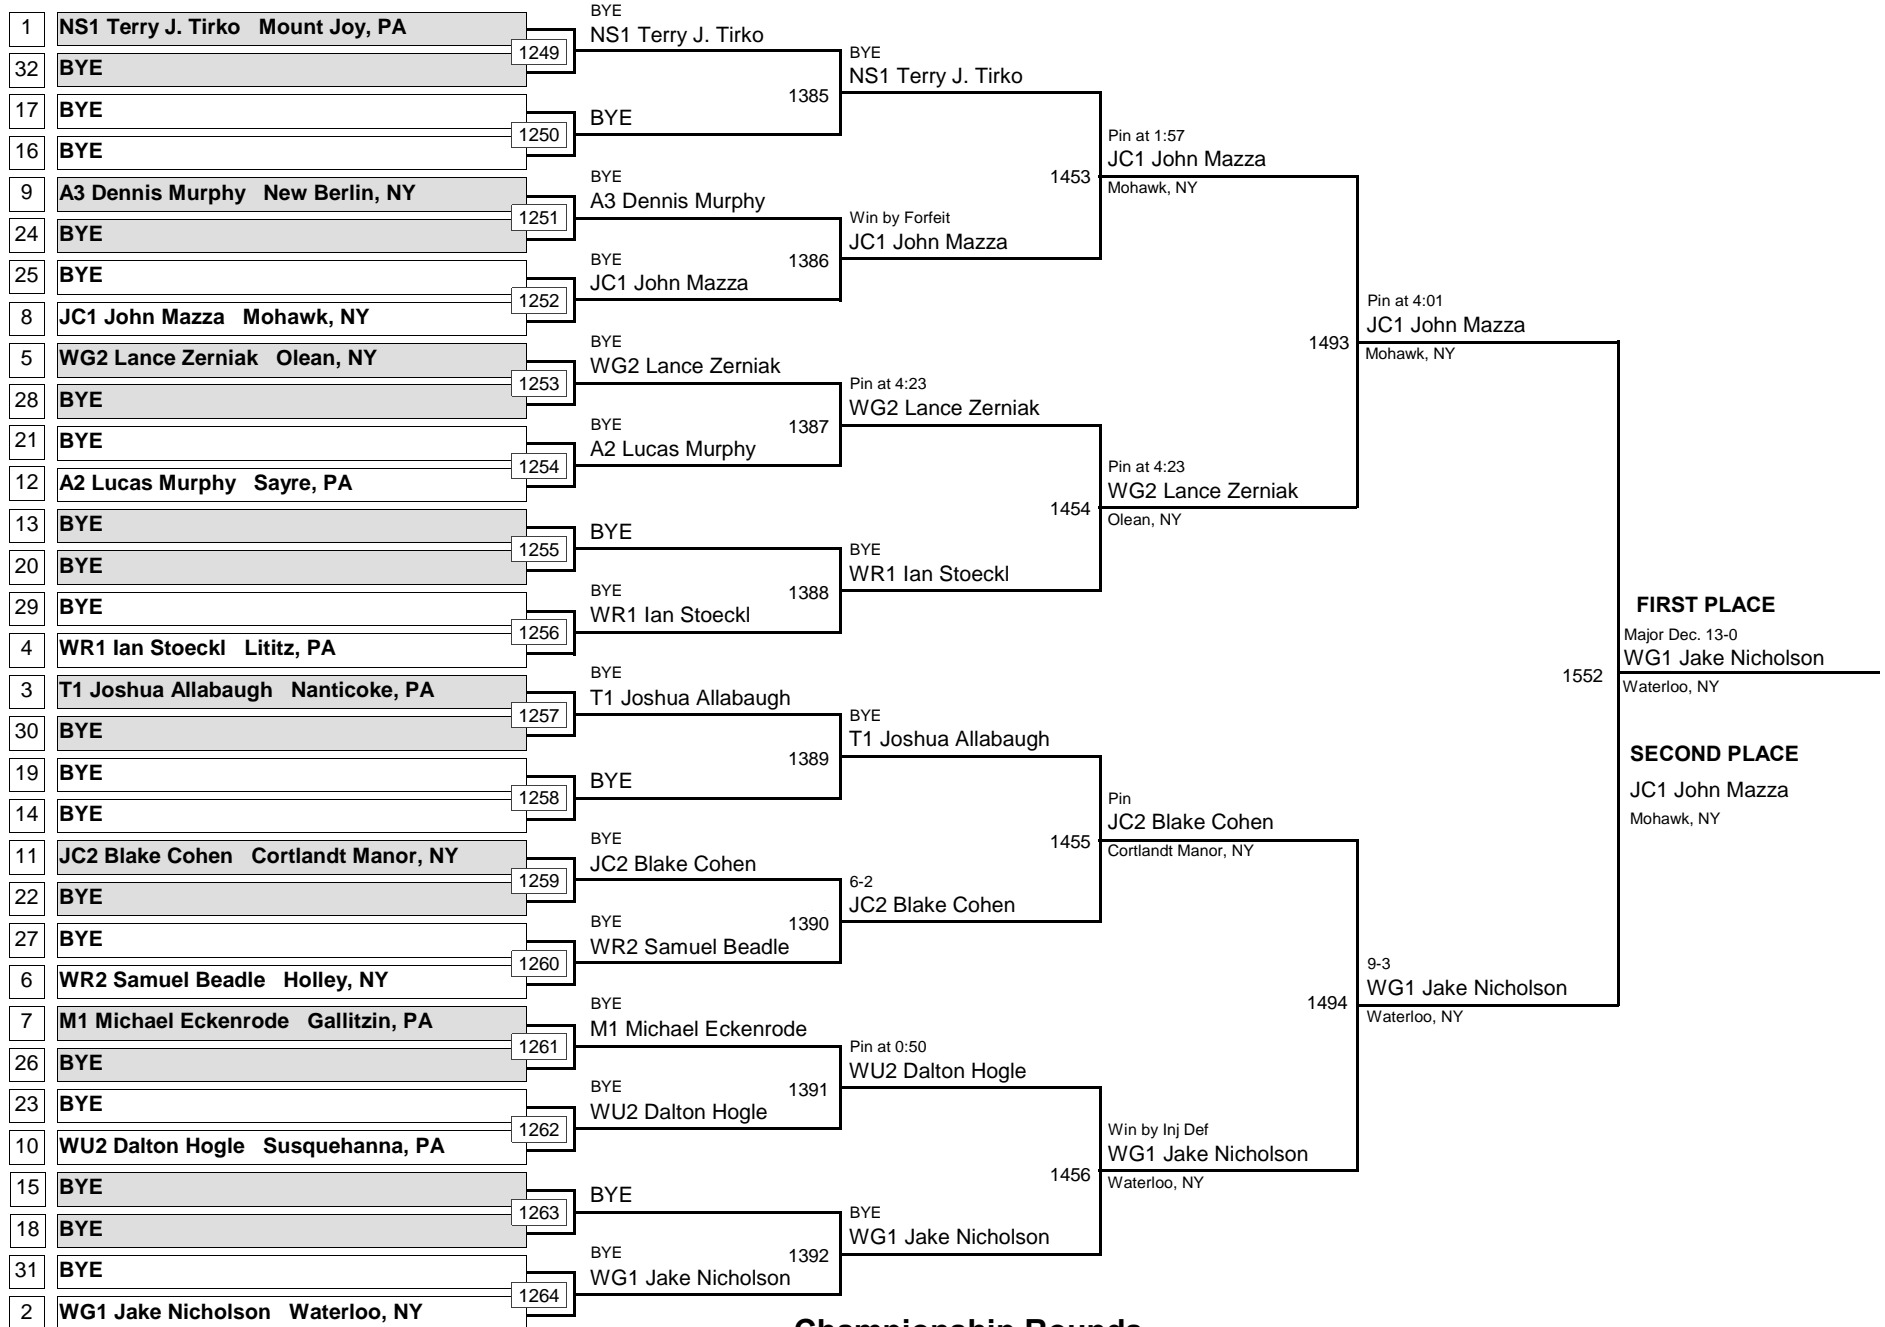 1 NS1 Terry J. Tirko Mount Joy, PA
32 BYE
17 BYE
16 BYE
9 A3 Dennis Murphy New Berlin, NY
24 BYE
25 BYE
8 JC1 John Mazza Mohawk, NY
5 WG2 Lance Zerniak Olean, NY
28 BYE
21 BYE
12 A2 Lucas Murphy Sayre, PA
13 BYE
20 BYE
29 BYE
4 WR1 Ian Stoeckl Lititz, PA
3 T1 Joshua Allabaugh Nanticoke, PA
30 BYE
19 BYE
14 BYE
11 JC2 Blake Cohen Cortlandt Manor, NY
22 BYE
27 BYE
6 WR2 Samuel Beadle Holley, NY
7 M1 Michael Eckenrode Gallitzin, PA
26 BYE
23 BYE
10 WU2 Dalton Hogle Susquehanna, PA
15 BYE
18 BYE
31 BYE
2 WG1 Jake Nicholson Waterloo, NY
1249
1250
1251
1252
1253
1254
1255
1256
1257
1258
1259
1260
1261
1262
1263
1264
BYE
NS1 Terry J. Tirko
BYE
BYE
A3 Dennis Murphy
BYE
JC1 John Mazza
BYE
WG2 Lance Zerniak
BYE
A2 Lucas Murphy
BYE
BYE
WR1 Ian Stoeckl
BYE
T1 Joshua Allabaugh
BYE
BYE
JC2 Blake Cohen
BYE
WR2 Samuel Beadle
BYE
M1 Michael Eckenrode
BYE
WU2 Dalton Hogle
BYE
BYE
WG1 Jake Nicholson
1385
1386
1387
1388
1389
1390
1391
1392
BYE
NS1 Terry J. Tirko
Win by Forfeit
JC1 John Mazza
Pin at 4:23
WG2 Lance Zerniak
BYE
WR1 Ian Stoeckl
BYE
T1 Joshua Allabaugh
6-2
JC2 Blake Cohen
Pin at 0:50
WU2 Dalton Hogle
BYE
WG1 Jake Nicholson
1453
1454
1455
1456
Pin at 1:57
JC1 John Mazza
Mohawk, NY
Pin at 4:23
WG2 Lance Zerniak
Olean, NY
Pin
JC2 Blake Cohen
Cortlandt Manor, NY
Win by Inj Def
WG1 Jake Nicholson
Waterloo, NY
1493
1494
Pin at 4:01
JC1 John Mazza
Mohawk, NY
9-3
WG1 Jake Nicholson
Waterloo, NY
1552
FIRST PLACE
Major Dec. 13-0
WG1 Jake Nicholson
Waterloo, NY
SECOND PLACE
JC1 John Mazza
Mohawk, NY
Championship Rounds